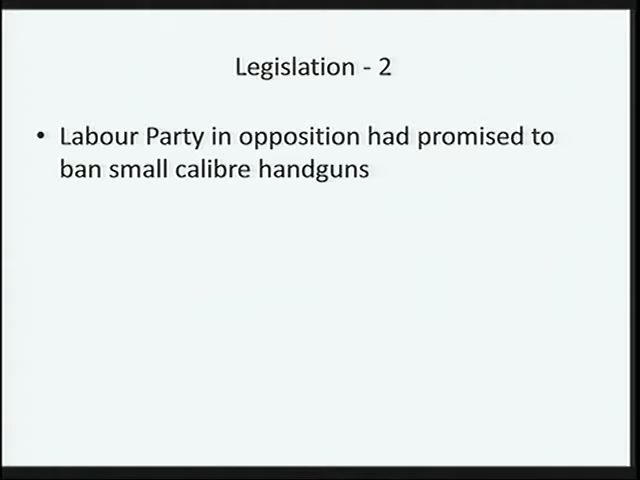 Legislation - 2
• Labour Party in opposition had promised to
ban small calibre handguns